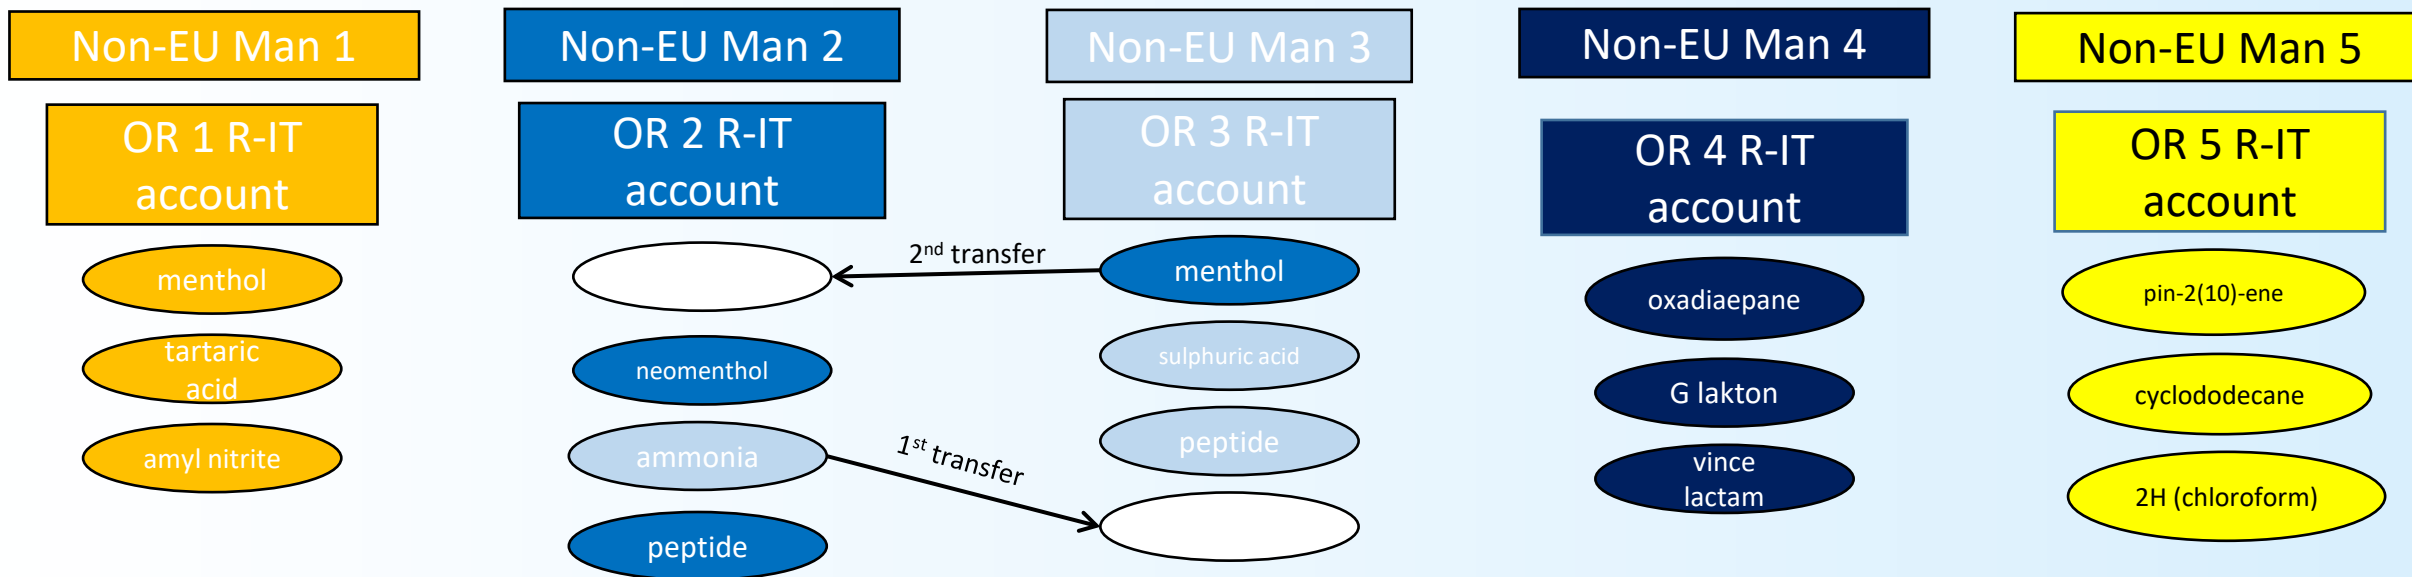 Non-EU Man 1
Non-EU Man 2
Non-EU Man 3
Non-EU Man 4
Non-EU Man 5
OR 1 R-IT
account
OR 2 R-IT
account
OR 3 R-IT
account
OR 4 R-IT
account
OR 5 R-IT
account
menthol
tartaric
acid
amyl nitrite
neomenthol
ammonia
peptide
2nd transfer
1st transfer
menthol
sulphuric acid
peptide
oxadiaepane
G lakton
vince
lactam
pin-2(10)-ene
cyclododecane
2H (chloroform)